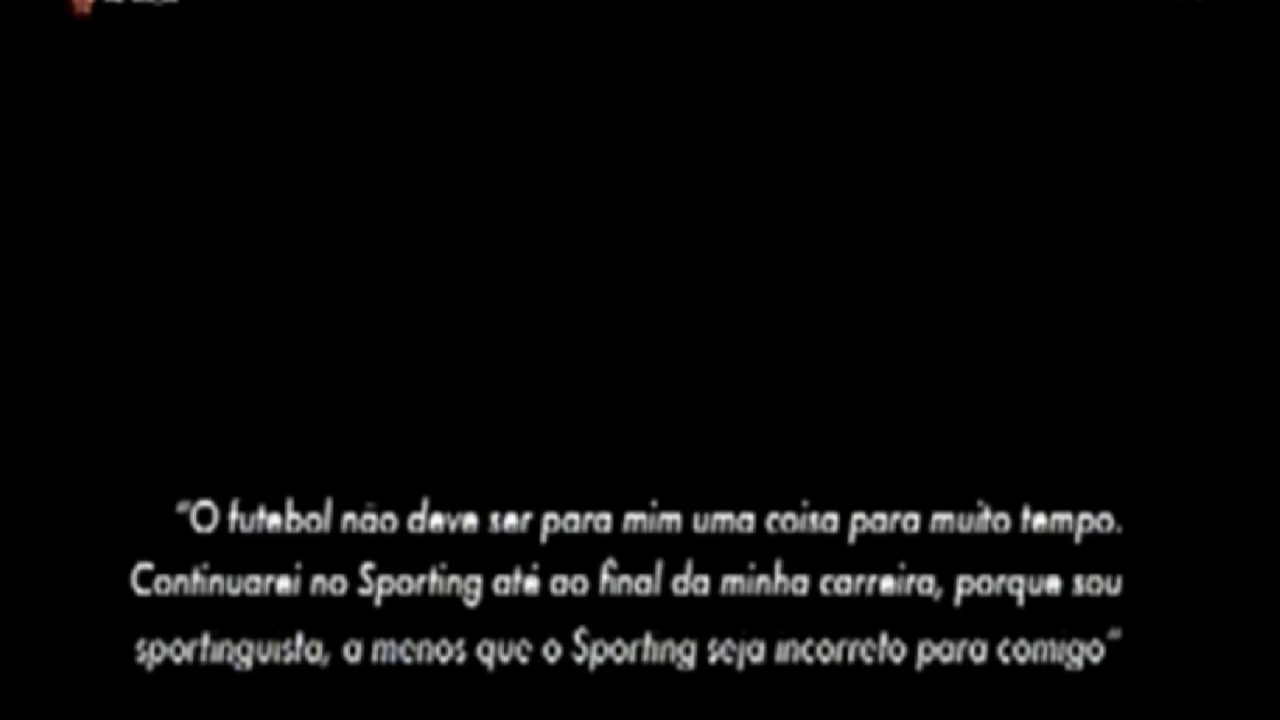 “O futebol não deve ser para mim uma coisa para muito tempo.
Continuarei no Sporting até ao final da minha carreira, porque sou
sportinguista, a menos que o Sporting seja incorreto para comigo”